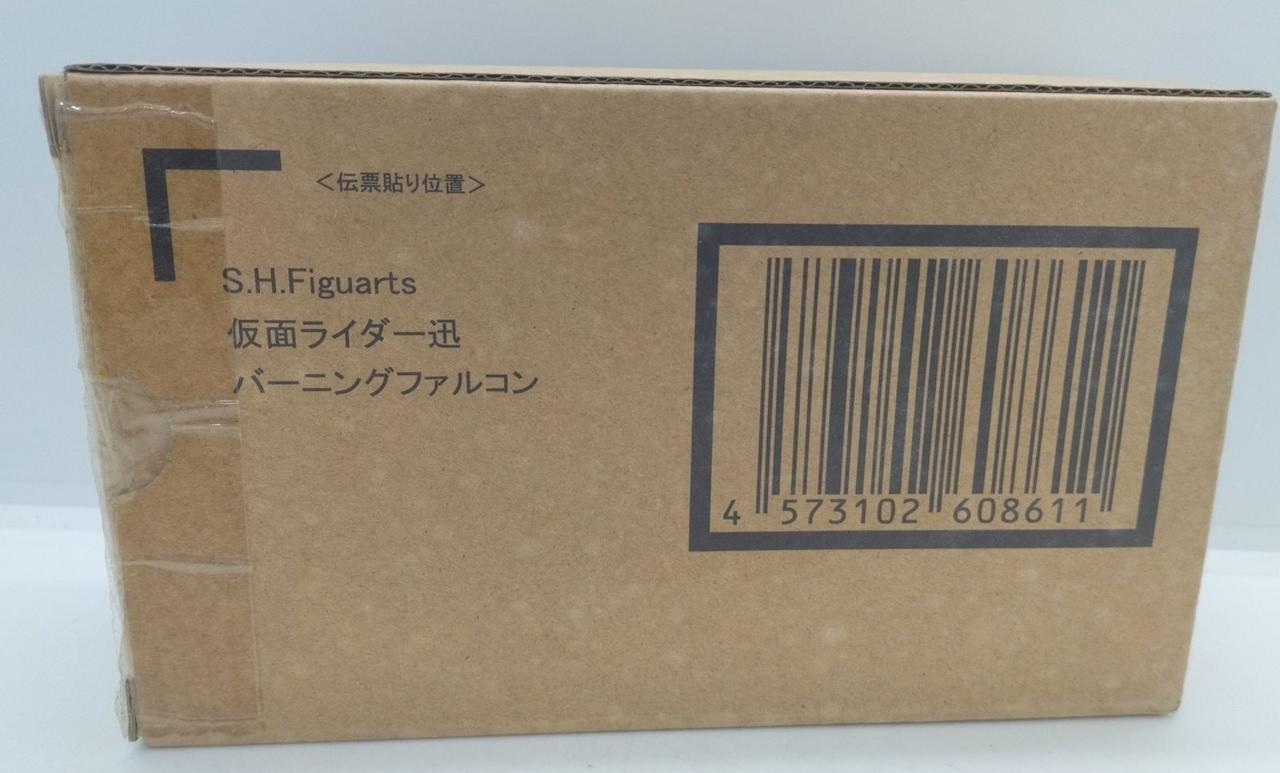 ＜伝票貼り位置＞
S.H.Figuarts
仮面ライダー迅
バーニングファルコン
4 573102 608611